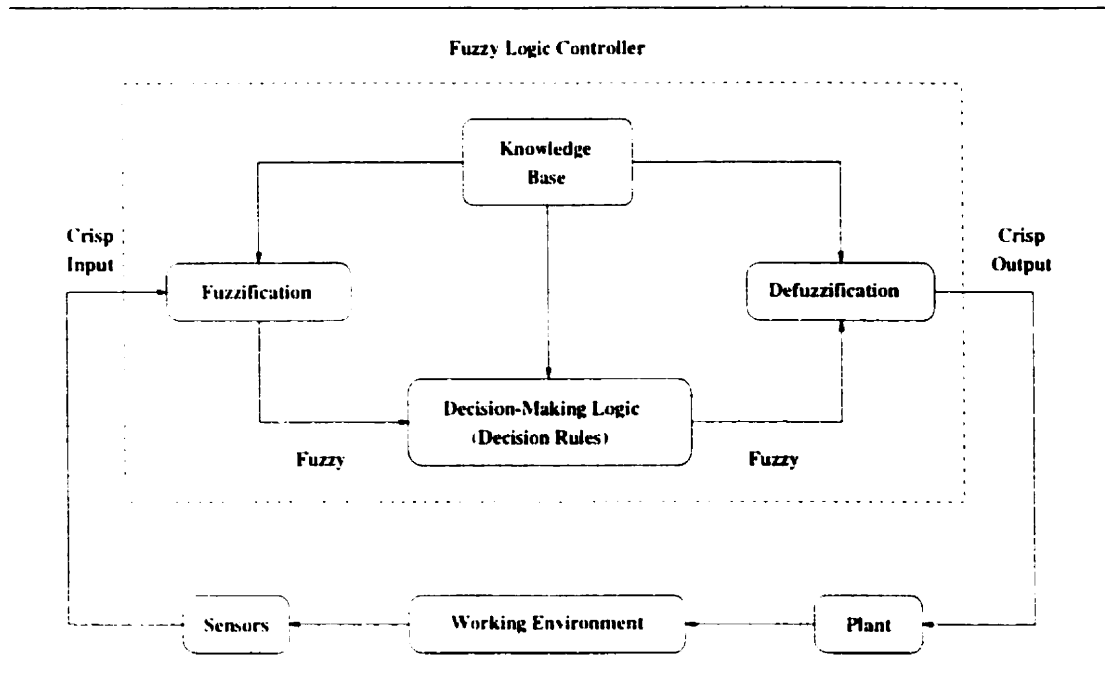 Fuzzy Logic Controller
Knowledge
Base
Crisp
Input
Crisp
Output
Fuzzification
Defuzzification
Decision-Making Logic
(Decision Rules)
Fuzzy
Fuzzy
Sensors
Working Environment
Plant